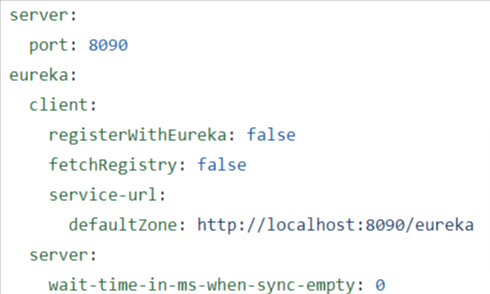 server:
  port: 8090
eureka:
  client:
    registerWithEureka: false
    fetchRegistry: false
    service-url:
      defaultZone: http://localhost:8090/eureka
  server:
    wait-time-in-ms-when-sync-empty: 0